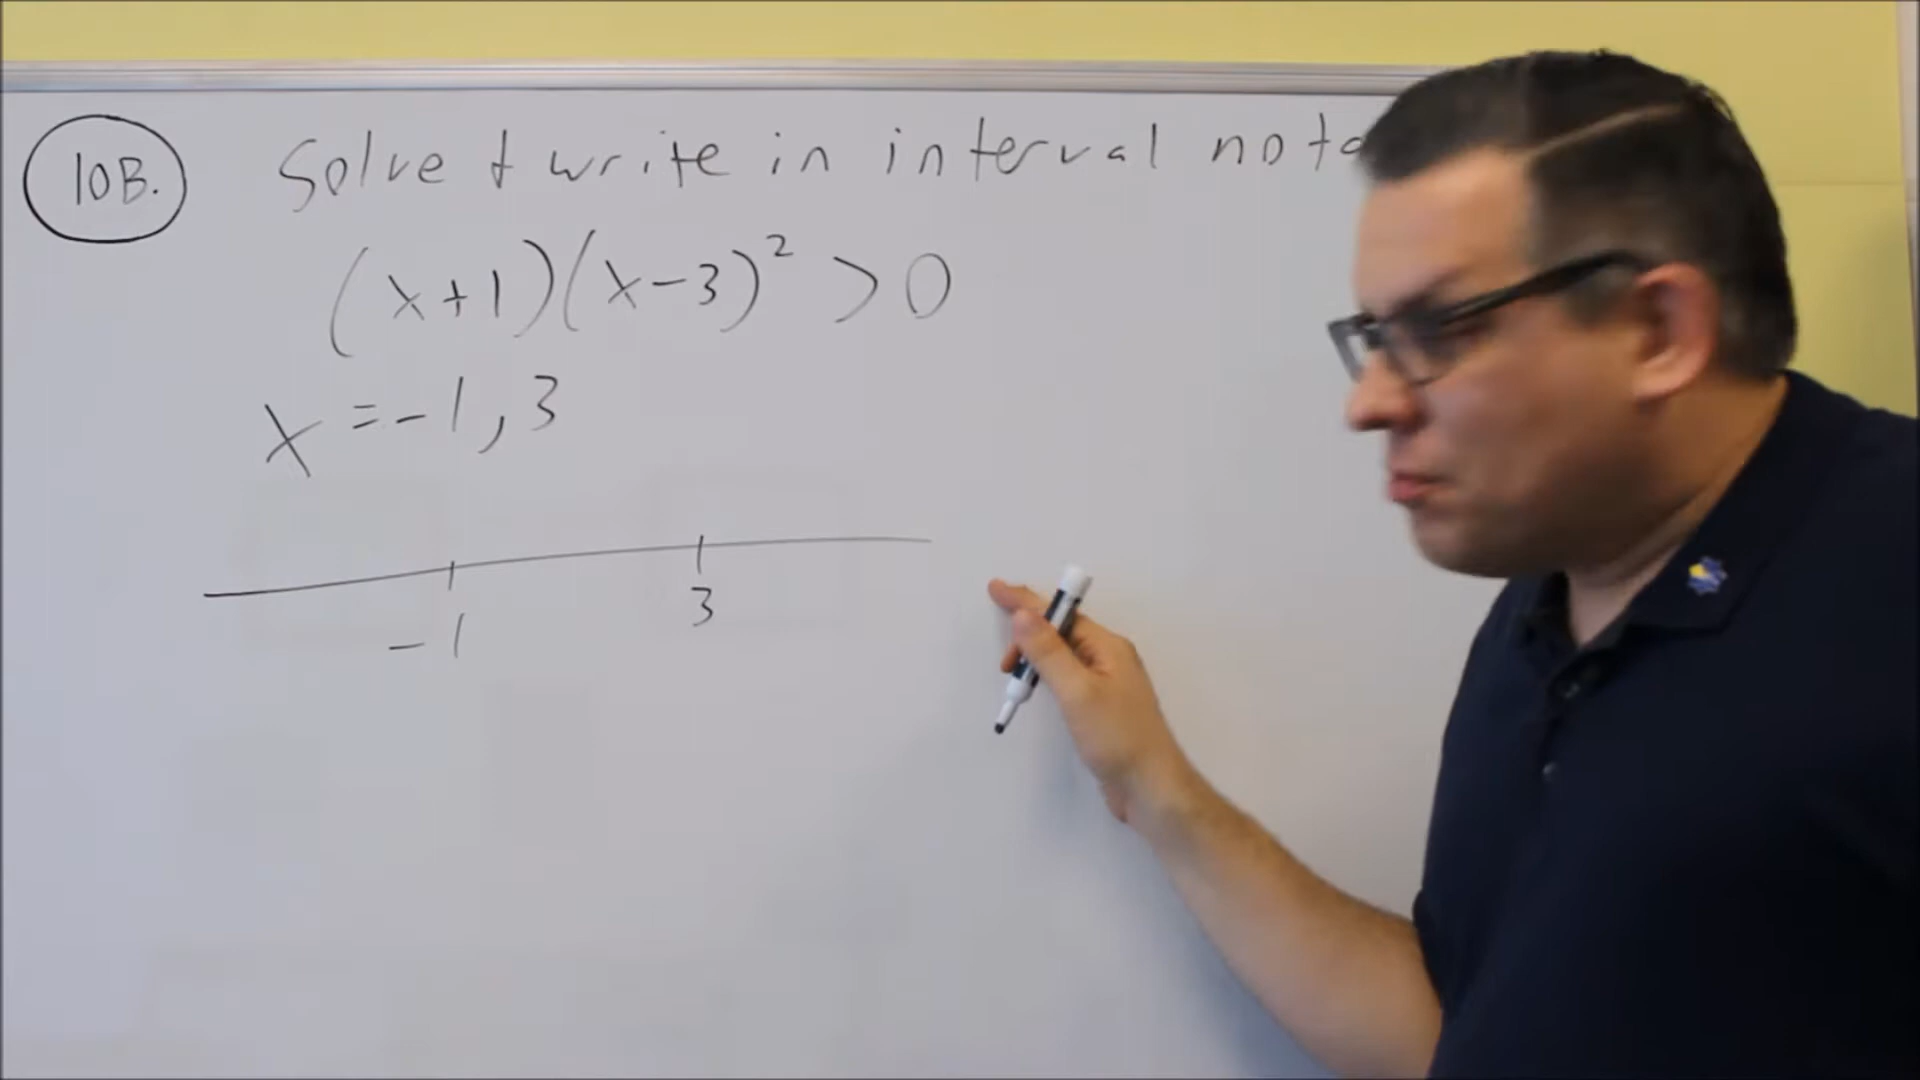 10B. Solve + write in interval nota
(x+1)(x-3)² > 0
x = -1, 3
-1 3